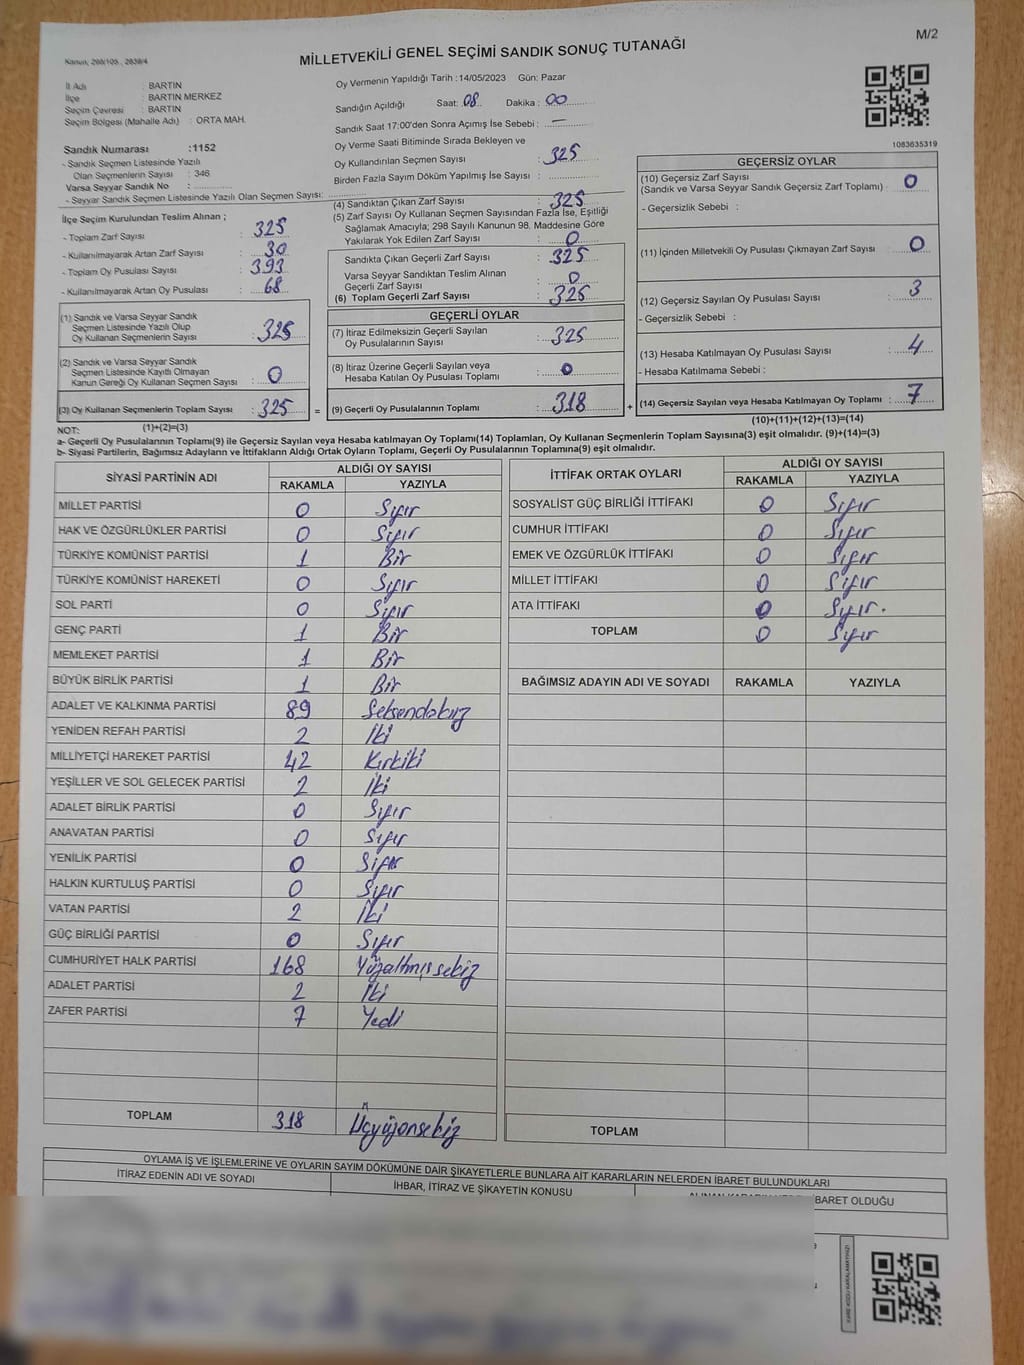 M/2
Kanun, 298/105 , 2839/4
MİLLETVEKİLİ GENEL SEÇİMİ SANDIK SONUÇ TUTANAĞI
İl Adı : BARTIN
İlçe : BARTIN MERKEZ
Seçim Çevresi : BARTIN
Seçim Bölgesi (Mahalle Adı) : ORTA MAH.
Sandık Numarası :1152
- Sandık Seçmen Listesinde Yazılı
Olan Seçmenlerin Sayısı : 346
Varsa Seyyar Sandık No :
- Seyyar Sandık Seçmen Listesinde Yazılı Olan Seçmen Sayısı:
Oy Vermenin Yapıldığı Tarih :14/05/2023 Gün: Pazar
Sandığın Açıldığı Saat: 08 Dakika : 00
Sandık Saat 17:00'den Sonra Açımış İse Sebebi : —
Oy Verme Saati Bitiminde Sırada Bekleyen ve
Oy Kullandırılan Seçmen Sayısı : 325
Birden Fazla Sayım Döküm Yapılmış İse Sayısı :
1083635319
İlçe Seçim Kurulundan Teslim Alınan ;
- Toplam Zarf Sayısı : 325
- Kullanılmayarak Artan Zarf Sayısı : 30
- Toplam Oy Pusulası Sayısı : 393
- Kullanılmayarak Artan Oy Pusulası : 68
(4) Sandıktan Çıkan Zarf Sayısı : 325
(5) Zarf Sayısı Oy Kullanan Seçmen Sayısından Fazla İse, Eşitliği
Sağlamak Amacıyla; 298 Sayılı Kanunun 98. Maddesine Göre
Yakılarak Yok Edilen Zarf Sayısı : 0
Sandıkta Çıkan Geçerli Zarf Sayısı : 325
Varsa Seyyar Sandıktan Teslim Alınan
Geçerli Zarf Sayısı : 0
(6) Toplam Geçerli Zarf Sayısı : 325
GEÇERSİZ OYLAR
(10) Geçersiz Zarf Sayısı
(Sandık ve Varsa Seyyar Sandık Geçersiz Zarf Toplamı) : 0
- Geçersizlik Sebebi :
(11) İçinden Milletvekili Oy Pusulası Çıkmayan Zarf Sayısı : 0
(12) Geçersiz Sayılan Oy Pusulası Sayısı : 3
- Geçersizlik Sebebi :
(13) Hesaba Katılmayan Oy Pusulası Sayısı : 4
- Hesaba Katılmama Sebebi :
(14) Geçersiz Sayılan veya Hesaba Katılmayan Oy Toplamı : 7
(10)+(11)+(12)+(13)=(14)
(1) Sandık ve Varsa Seyyar Sandık
Seçmen Listesinde Yazılı Olup
Oy Kullanan Seçmenlerin Sayısı : 325
(2) Sandık ve Varsa Seyyar Sandık
Seçmen Listesinde Kayıtlı Olmayan
Kanun Gereği Oy Kullanan Seçmen Sayısı : 0
(3) Oy Kullanan Seçmenlerin Toplam Sayısı : 325 =
(1)+(2)=(3)
GEÇERLİ OYLAR
(7) İtiraz Edilmeksizin Geçerli Sayılan
Oy Pusulalarının Sayısı : 325
(8) İtiraz Üzerine Geçerli Sayılan veya
Hesaba Katılan Oy Pusulası Toplamı : 0
(9) Geçerli Oy Pusulalarının Toplamı : 318 +
NOT:
a- Geçerli Oy Pusulalarının Toplamı(9) ile Geçersiz Sayılan veya Hesaba katılmayan Oy Toplamı(14) Toplamları, Oy Kullanan Seçmenlerin Toplam Sayısına(3) eşit olmalıdır. (9)+(14)=(3)
b- Siyasi Partilerin, Bağımsız Adayların ve İttifakların Aldığı Ortak Oyların Toplamı, Geçerli Oy Pusulalarının Toplamına(9) eşit olmalıdır.
SİYASİ PARTİNİN ADI ALDIĞI OY SAYISI
RAKAMLA YAZIYLA
MİLLET PARTİSİ 0 Sıfır
HAK VE ÖZGÜRLÜKLER PARTİSİ 0 Sıfır
TÜRKİYE KOMÜNİST PARTİSİ 1 Bir
TÜRKİYE KOMÜNİST HAREKETİ 0 Sıfır
SOL PARTİ 0 Sıfır
GENÇ PARTİ 1 Bir
MEMLEKET PARTİSİ 1 Bir
BÜYÜK BİRLİK PARTİSİ 1 Bir
ADALET VE KALKINMA PARTİSİ 89 Seksendokuz
YENİDEN REFAH PARTİSİ 2 İki
MİLLİYETÇİ HAREKET PARTİSİ 42 Kırkiki
YEŞİLLER VE SOL GELECEK PARTİSİ 2 İki
ADALET BİRLİK PARTİSİ 0 Sıfır
ANAVATAN PARTİSİ 0 Sıfır
YENİLİK PARTİSİ 0 Sıfır
HALKIN KURTULUŞ PARTİSİ 0 Sıfır
VATAN PARTİSİ 2 İki
GÜÇ BİRLİĞİ PARTİSİ 0 Sıfır
CUMHURİYET HALK PARTİSİ 168 Yüzaltmışsekiz
ADALET PARTİSİ 2 İki
ZAFER PARTİSİ 7 Yedi
TOPLAM 318 Üçyüzonsekiz
İTTİFAK ORTAK OYLARI ALDIĞI OY SAYISI
RAKAMLA YAZIYLA
SOSYALİST GÜÇ BİRLİĞİ İTTİFAKI 0 Sıfır
CUMHUR İTTİFAKI 0 Sıfır
EMEK VE ÖZGÜRLÜK İTTİFAKI 0 Sıfır
MİLLET İTTİFAKI 0 Sıfır
ATA İTTİFAKI 0 Sıfır.
TOPLAM 0 Sıfır
BAĞIMSIZ ADAYIN ADI VE SOYADI RAKAMLA YAZIYLA
TOPLAM
OYLAMA İŞ VE İŞLEMLERİNE VE OYLARIN SAYIM DÖKÜMÜNE DAİR ŞİKAYETLERLE BUNLARA AİT KARARLARIN NELERDEN İBARET BULUNDUKLARI
İTİRAZ EDENİN ADI VE SOYADI İHBAR, İTİRAZ VE ŞİKAYETİN KONUSU İBARET OLDUĞU